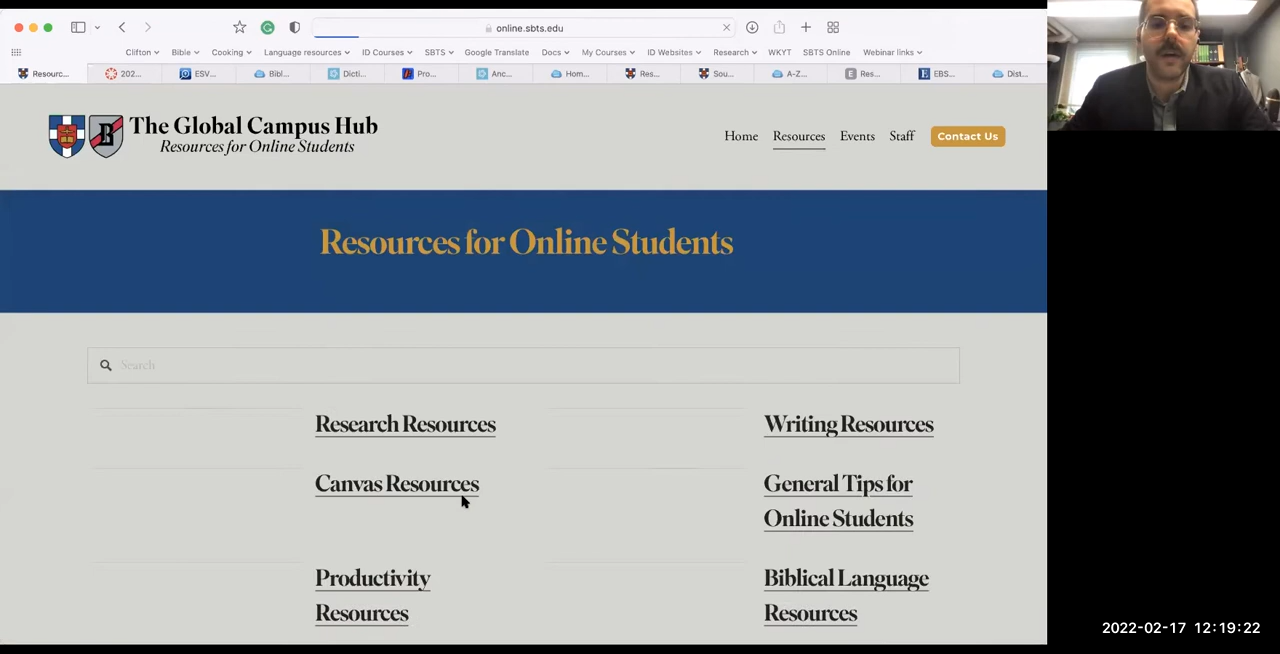 online.sbts.edu
Clifton Bible Cooking Language resources ID Courses SBTS Google Translate Docs My Courses ID Websites Research WKYT SBTS Online Webinar links
Resourc... 202... ESV... Bibl... Dicti... Pro... Anc... Hom... Res... Sou... A-Z... Res... EBS... Dist...
The Global Campus Hub
Resources for Online Students
Home Resources Events Staff Contact Us
Resources for Online Students
Search
Research Resources
Writing Resources
Canvas Resources
General Tips for
Online Students
Productivity
Resources
Biblical Language
Resources
2022-02-17 12:19:22